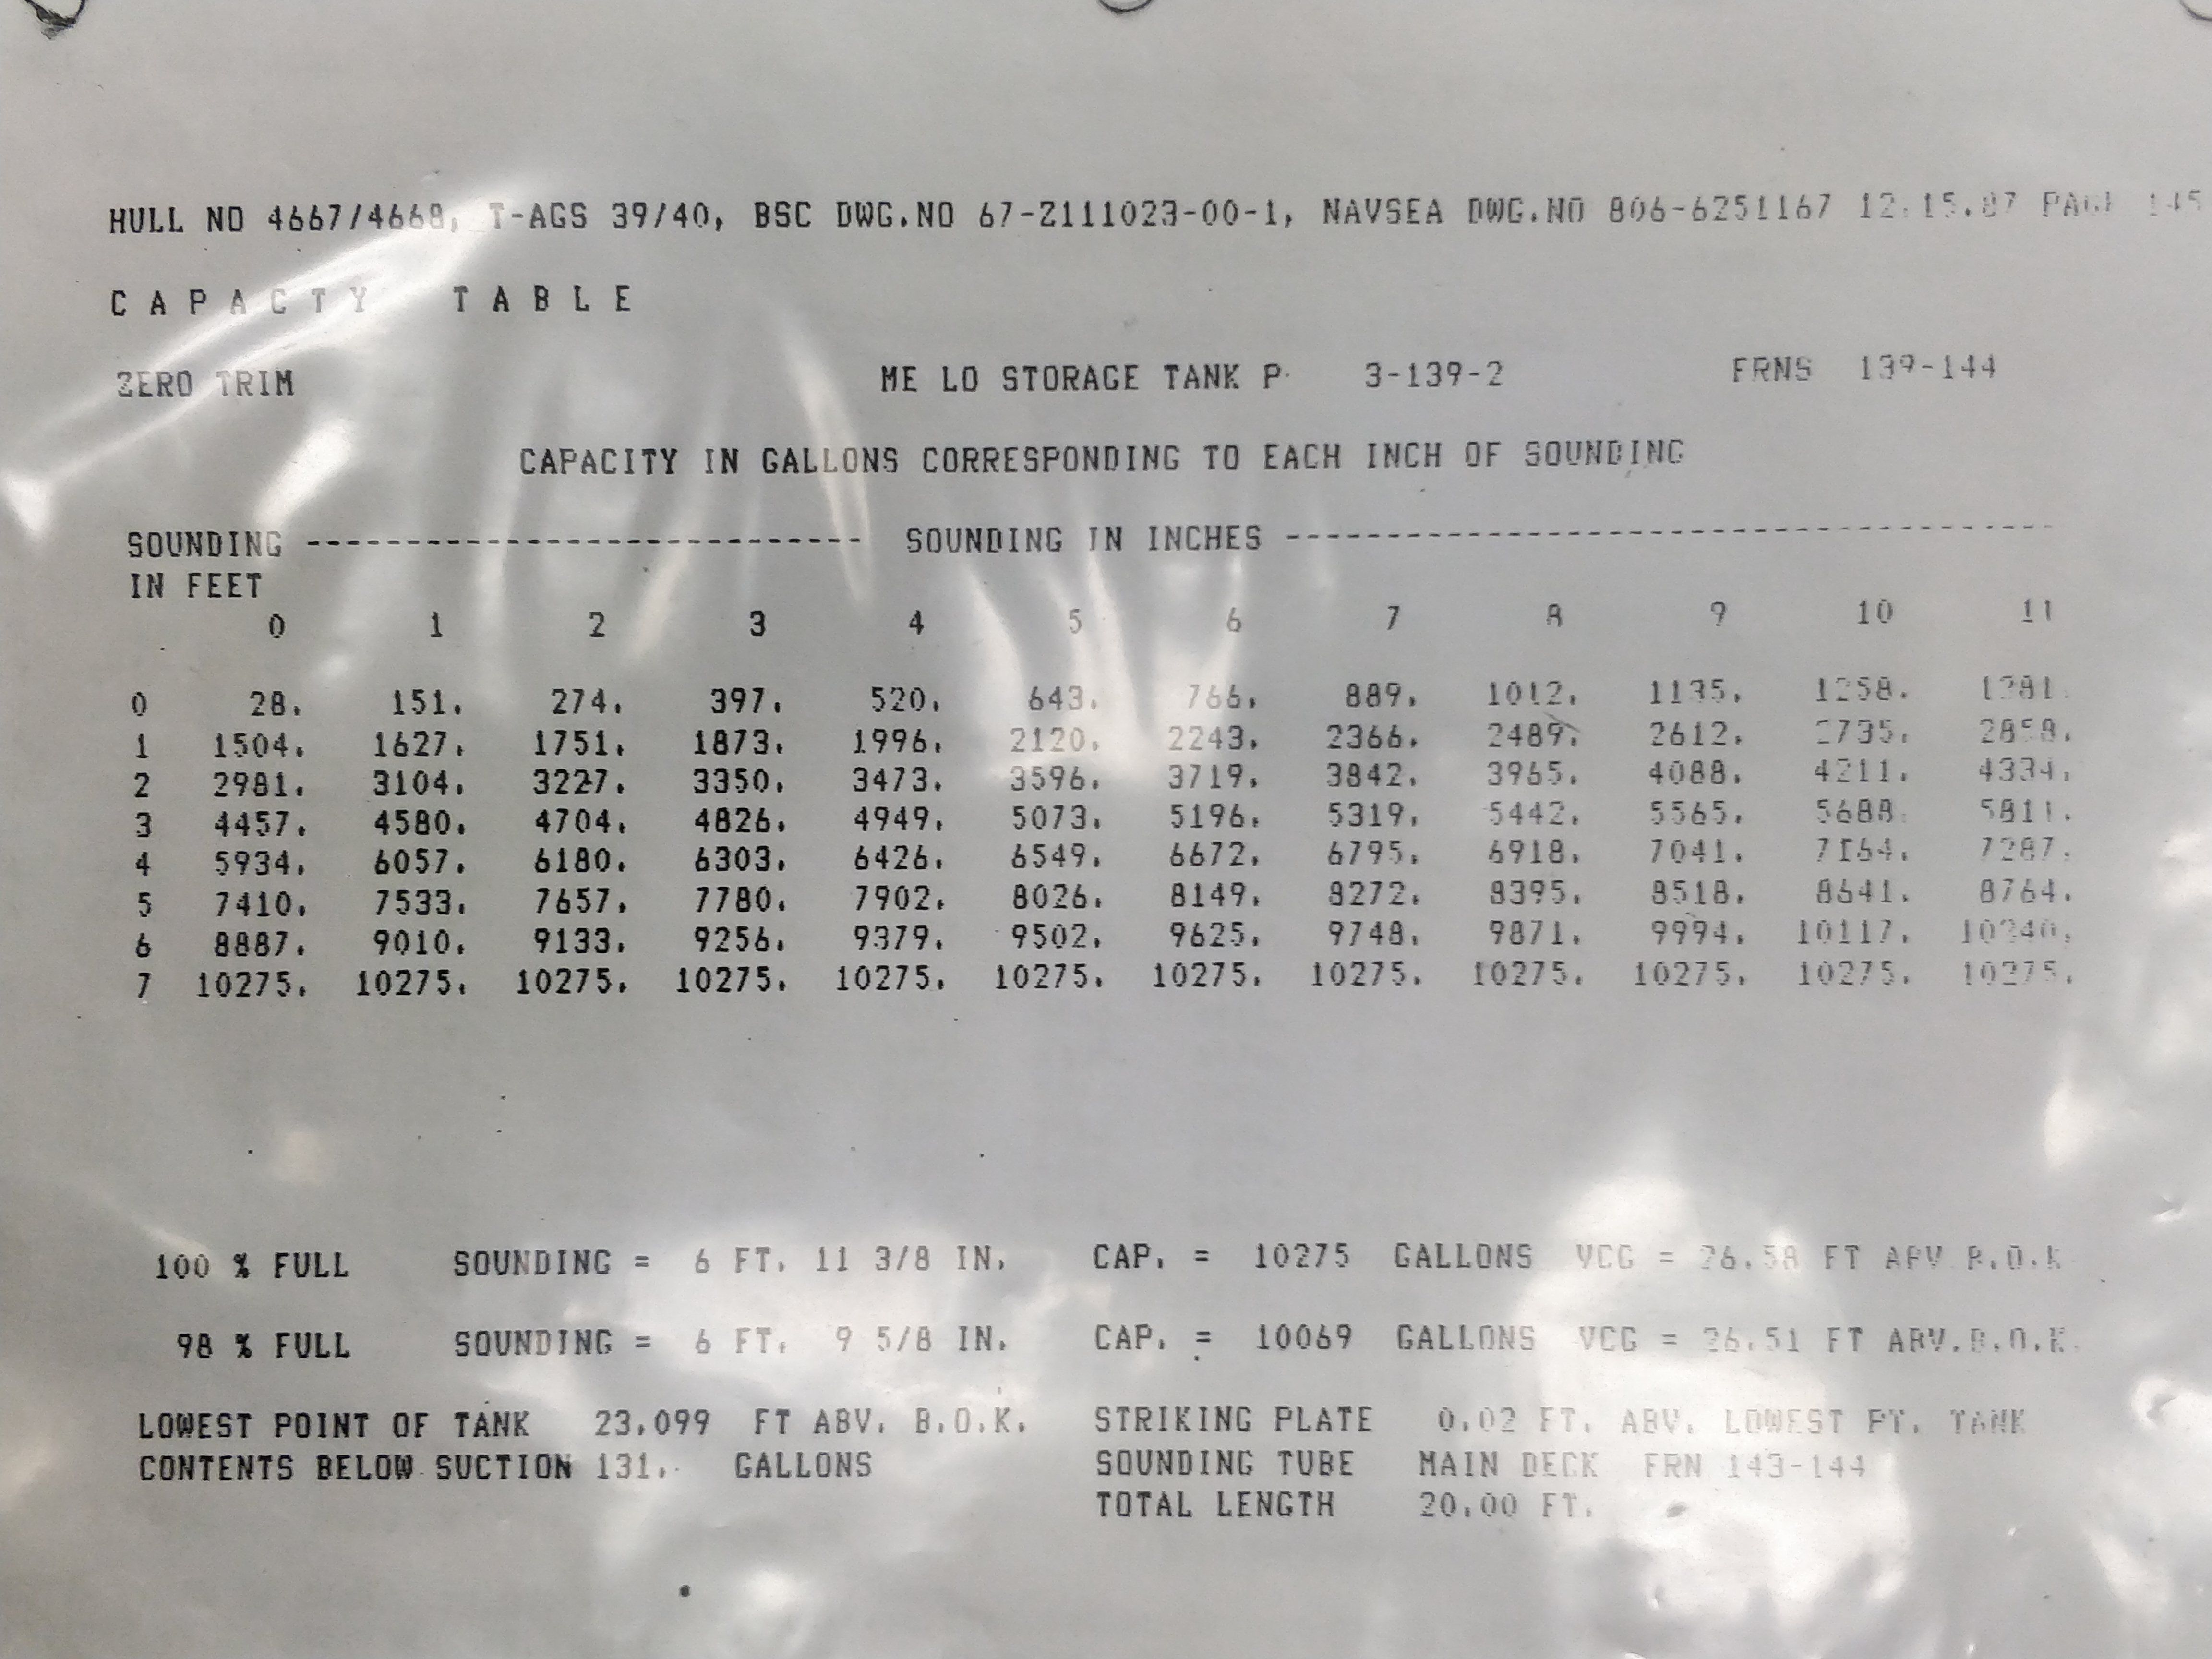 HULL NO 4667/4668, T-AGS 39/40, BSC DWG.NO 67-2111023-00-1, NAVSEA DWG.NO 806-6251167 12.15.87
C A P A C T Y   T A B L E
ZERO TRIM   ME LO STORAGE TANK P   3-139-2   FRNS 139-144
CAPACITY IN GALLONS CORRESPONDING TO EACH INCH OF SOUNDING
SOUNDING --------------------- SOUNDING IN INCHES -----------------------------
IN FEET
0 1 2 3 4 5 6 7 8 9 10 11
0 28. 151. 274. 397. 520. 643. 766. 889. 1012. 1135. 1258.
1 1504. 1627. 1751. 1873. 1996. 2120. 2243. 2366. 2489. 2612. 2858.
2 2981. 3104. 3227. 3350. 3473. 3596. 3719. 3842. 3965. 4088. 4211. 4334.
3 4457. 4580. 4704. 4826. 4949. 5073. 5196. 5319. 5442. 5565. 5688. 5811.
4 5934. 6057. 6180. 6303. 6426. 6549. 6672. 6795. 6918. 7041. 7164. 7287.
5 7410. 7533. 7657. 7780. 7902. 8026. 8149. 8272. 8395. 8518. 8641. 8764.
6 8887. 9010. 9133. 9256. 9379. 9502. 9625. 9748. 9871. 9994. 10117. 10240.
7 10275. 10275. 10275. 10275. 10275. 10275. 10275. 10275. 10275. 10275. 10275. 10275.
100 % FULL SOUNDING = 6 FT. 11 3/8 IN. CAP. = 10275 GALLONS VCG = 26.58 FT ABV.B.O.K.
98 % FULL SOUNDING = 6 FT. 9 5/8 IN. CAP. = 10069 GALLONS VCG = 26.51 FT ABV.B.O.K.
LOWEST POINT OF TANK 23.099 FT ABV. B.O.K. STRIKING PLATE 0.02 FT. ABV. LOWEST PT. TANK
CONTENTS BELOW SUCTION 131. GALLONS SOUNDING TUBE MAIN DECK FRN 143-144
TOTAL LENGTH 20.00 FT.